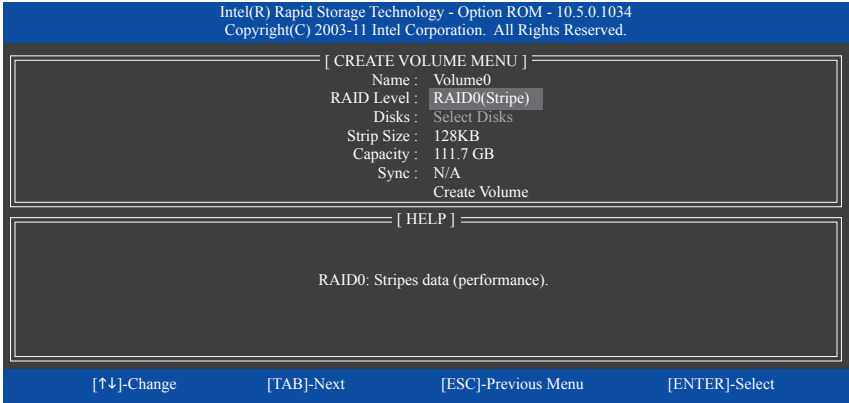 Intel(R) Rapid Storage Technology - Option ROM - 10.5.0.1034
Copyright(C) 2003-11 Intel Corporation. All Rights Reserved.
[ CREATE VOLUME MENU ]
Name : Volume0
RAID Level : RAID0(Stripe)
Disks : Select Disks
Strip Size : 128KB
Capacity : 111.7 GB
Sync : N/A
Create Volume
[ HELP ]
RAID0: Stripes data (performance).
[↑↓]-Change [TAB]-Next [ESC]-Previous Menu [ENTER]-Select